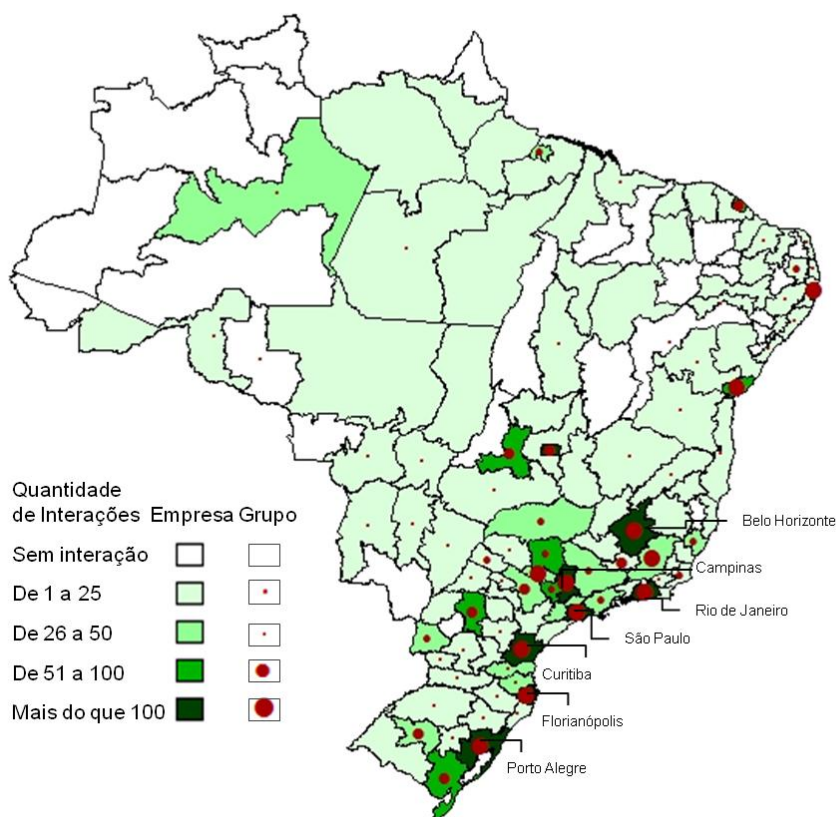 Quantidade
de Interações Empresa Grupo
Sem interação
De 1 a 25
De 26 a 50
De 51 a 100
Mais do que 100
Belo Horizonte
Campinas
Rio de Janeiro
São Paulo
Curitiba
Florianópolis
Porto Alegre